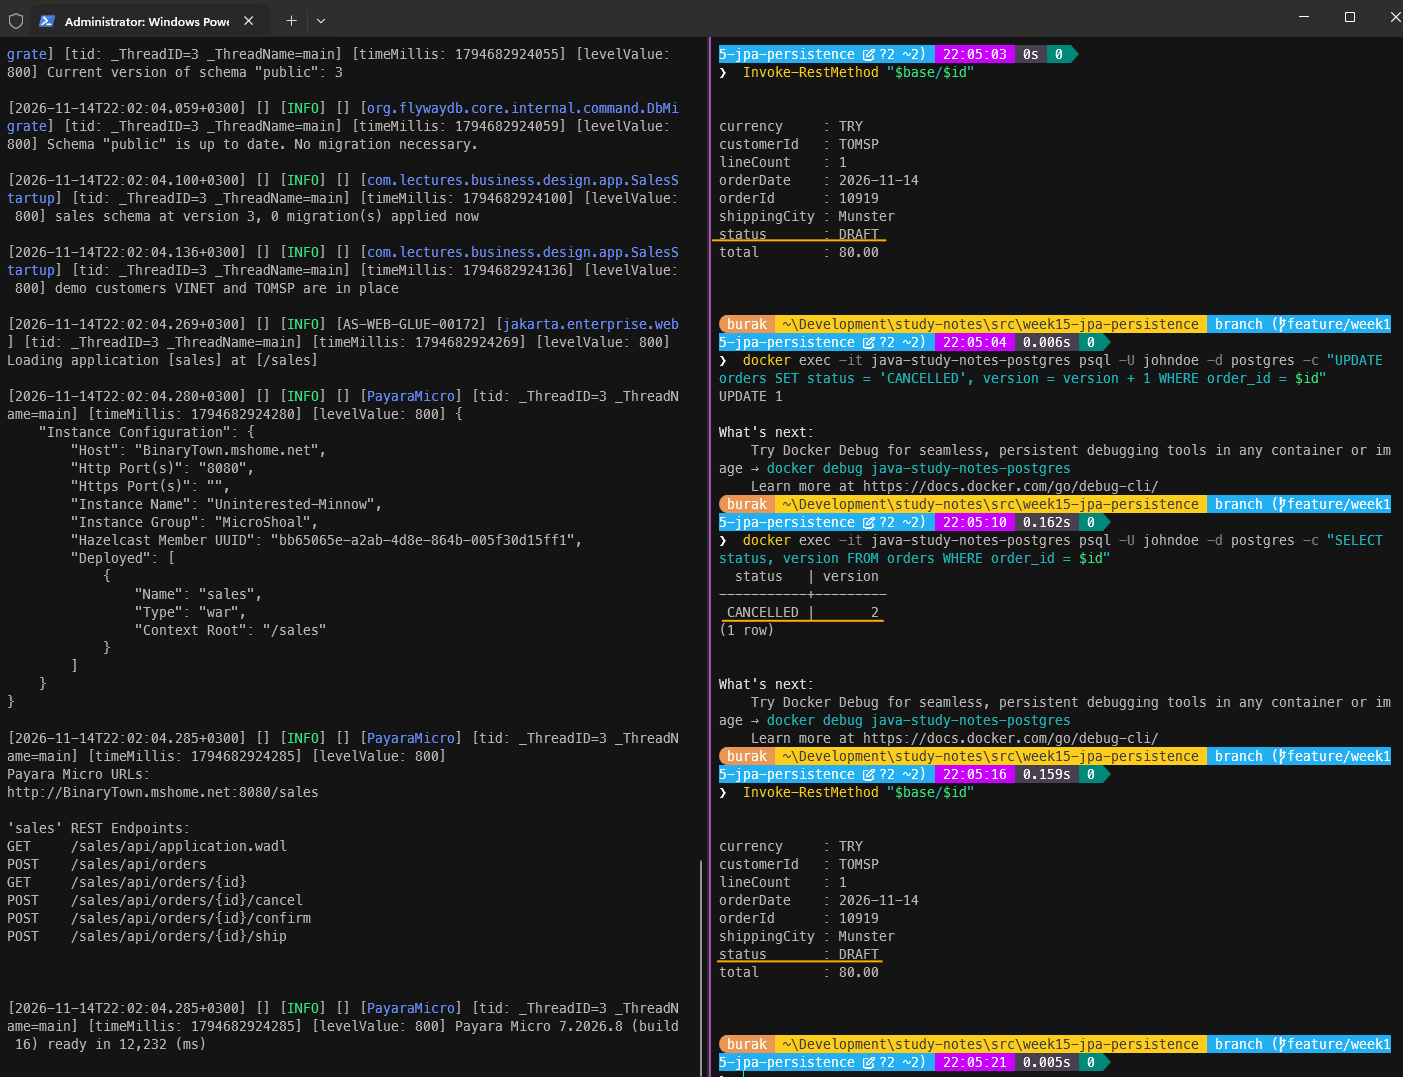 Administrator: Windows Powe
grate] [tid: _ThreadID=3 _ThreadName=main] [timeMillis: 1794682924055] [levelValue:
800] Current version of schema "public": 3
[2026-11-14T22:02:04.059+0300] [] [INFO] [] [org.flywaydb.core.internal.command.DbMi
grate] [tid: _ThreadID=3 _ThreadName=main] [timeMillis: 1794682924059] [levelValue:
800] Schema "public" is up to date. No migration necessary.
[2026-11-14T22:02:04.100+0300] [] [INFO] [] [com.lectures.business.design.app.SalesS
tartup] [tid: _ThreadID=3 _ThreadName=main] [timeMillis: 1794682924100] [levelValue:
800] sales schema at version 3, 0 migration(s) applied now
[2026-11-14T22:02:04.136+0300] [] [INFO] [] [com.lectures.business.design.app.SalesS
tartup] [tid: _ThreadID=3 _ThreadName=main] [timeMillis: 1794682924136] [levelValue:
800] demo customers VINET and TOMSP are in place
[2026-11-14T22:02:04.269+0300] [] [INFO] [AS-WEB-GLUE-00172] [jakarta.enterprise.web
] [tid: _ThreadID=3 _ThreadName=main] [timeMillis: 1794682924269] [levelValue: 800]
Loading application [sales] at [/sales]
[2026-11-14T22:02:04.280+0300] [] [INFO] [] [PayaraMicro] [tid: _ThreadID=3 _ThreadN
ame=main] [timeMillis: 1794682924280] [levelValue: 800] {
"Instance Configuration": {
"Host": "BinaryTown.mshome.net",
"Http Port(s)": "8080",
"Https Port(s)": "",
"Instance Name": "Uninterested-Minnow",
"Instance Group": "MicroShoal",
"Hazelcast Member UUID": "bb65065e-a2ab-4d8e-864b-005f30d15ff1",
"Deployed": [
{
"Name": "sales",
"Type": "war",
"Context Root": "/sales"
}
]
}
}
[2026-11-14T22:02:04.285+0300] [] [INFO] [] [PayaraMicro] [tid: _ThreadID=3 _ThreadN
ame=main] [timeMillis: 1794682924285] [levelValue: 800]
Payara Micro URLs:
http://BinaryTown.mshome.net:8080/sales
'sales' REST Endpoints:
GET /sales/api/application.wadl
POST /sales/api/orders
GET /sales/api/orders/{id}
POST /sales/api/orders/{id}/cancel
POST /sales/api/orders/{id}/confirm
POST /sales/api/orders/{id}/ship
[2026-11-14T22:02:04.285+0300] [] [INFO] [] [PayaraMicro] [tid: _ThreadID=3 _ThreadN
ame=main] [timeMillis: 1794682924285] [levelValue: 800] Payara Micro 7.2026.8 (build
16) ready in 12,232 (ms)
5-jpa-persistence ?2 ~2) 22:05:03 0s 0
❯ Invoke-RestMethod "$base/$id"
currency : TRY
customerId : TOMSP
lineCount : 1
orderDate : 2026-11-14
orderId : 10919
shippingCity : Munster
status : DRAFT
total : 80.00
burak ~\Development\study-notes\src\week15-jpa-persistence branch (feature/week1
5-jpa-persistence ?2 ~2) 22:05:04 0.006s 0
❯ docker exec -it java-study-notes-postgres psql -U johndoe -d postgres -c "UPDATE
orders SET status = 'CANCELLED', version = version + 1 WHERE order_id = $id"
UPDATE 1
What's next:
Try Docker Debug for seamless, persistent debugging tools in any container or im
age → docker debug java-study-notes-postgres
Learn more at https://docs.docker.com/go/debug-cli/
burak ~\Development\study-notes\src\week15-jpa-persistence branch (feature/week1
5-jpa-persistence ?2 ~2) 22:05:10 0.162s 0
❯ docker exec -it java-study-notes-postgres psql -U johndoe -d postgres -c "SELECT
status, version FROM orders WHERE order_id = $id"
status | version
-----------+---------
CANCELLED | 2
(1 row)
What's next:
Try Docker Debug for seamless, persistent debugging tools in any container or im
age → docker debug java-study-notes-postgres
Learn more at https://docs.docker.com/go/debug-cli/
burak ~\Development\study-notes\src\week15-jpa-persistence branch (feature/week1
5-jpa-persistence ?2 ~2) 22:05:16 0.159s 0
❯ Invoke-RestMethod "$base/$id"
currency : TRY
customerId : TOMSP
lineCount : 1
orderDate : 2026-11-14
orderId : 10919
shippingCity : Munster
status : DRAFT
total : 80.00
burak ~\Development\study-notes\src\week15-jpa-persistence branch (feature/week1
5-jpa-persistence ?2 ~2) 22:05:21 0.005s 0